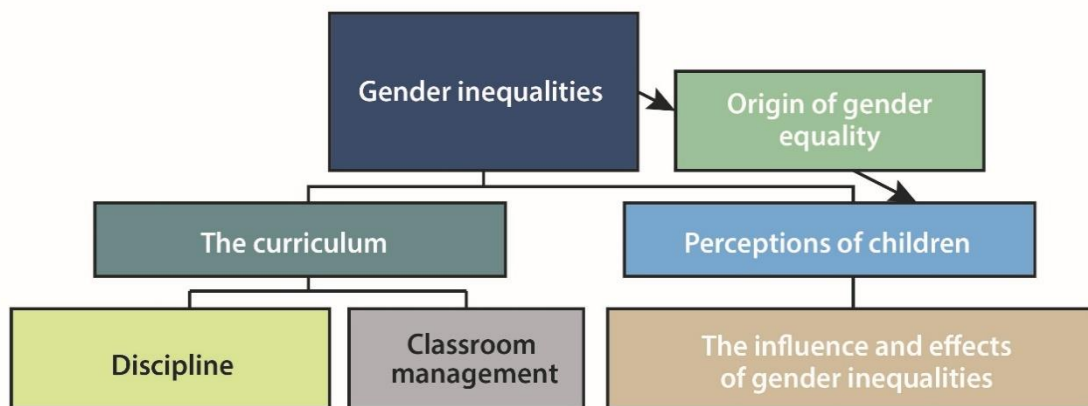 Gender inequalities
Origin of gender
equality
The curriculum
Perceptions of children
Discipline
Classroom
management
The influence and effects
of gender inequalities